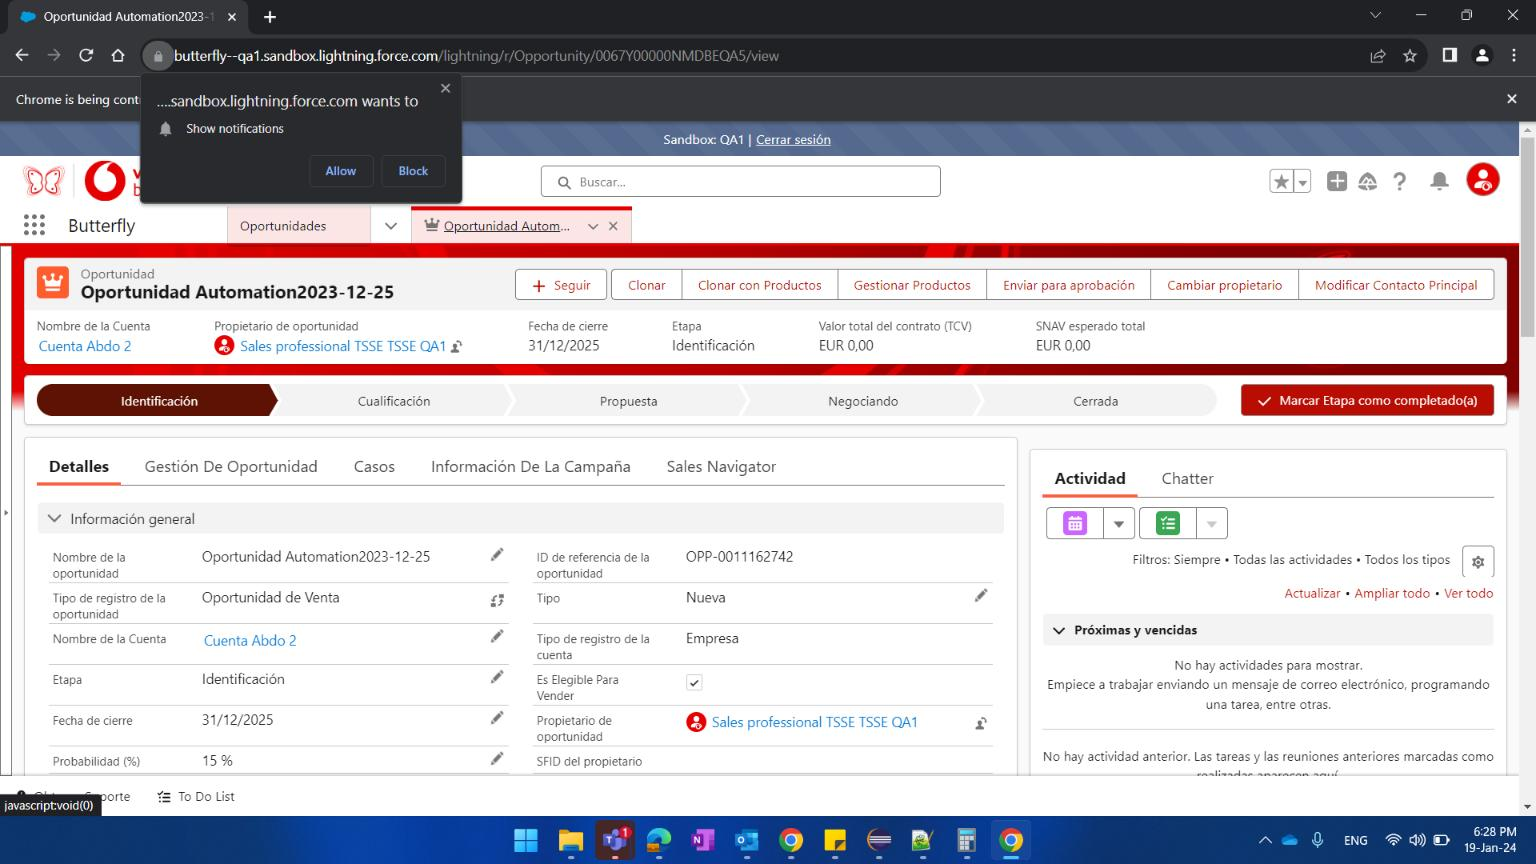 Oportunidad Automation2023-1
butterfly--qa1.sandbox.lightning.force.com/lightning/r/Opportunity/0067Y00000NMDBEQA5/view
Chrome is being cont
....sandbox.lightning.force.com wants to
Show notifications
Allow
Block
Sandbox: QA1 | Cerrar sesión
Buscar...
Butterfly
Oportunidades
Oportunidad Autom...
Oportunidad
Oportunidad Automation2023-12-25
Seguir
Clonar
Clonar con Productos
Gestionar Productos
Enviar para aprobación
Cambiar propietario
Modificar Contacto Principal
Nombre de la Cuenta
Cuenta Abdo 2
Propietario de oportunidad
Sales professional TSSE TSSE QA1
Fecha de cierre
31/12/2025
Etapa
Identificación
Valor total del contrato (TCV)
EUR 0,00
SNAV esperado total
EUR 0,00
Identificación
Cualificación
Propuesta
Negociando
Cerrada
Marcar Etapa como completado(a)
Detalles
Gestión De Oportunidad
Casos
Información De La Campaña
Sales Navigator
Información general
Nombre de la
oportunidad
Oportunidad Automation2023-12-25
ID de referencia de la
oportunidad
OPP-0011162742
Tipo de registro de la
oportunidad
Oportunidad de Venta
Tipo
Nueva
Nombre de la Cuenta
Cuenta Abdo 2
Tipo de registro de la
cuenta
Empresa
Etapa
Identificación
Es Elegible Para
Vender
Fecha de cierre
31/12/2025
Propietario de
oportunidad
Sales professional TSSE TSSE QA1
Probabilidad (%)
15 %
SFID del propietario
Actividad
Chatter
Filtros: Siempre • Todas las actividades • Todos los tipos
Actualizar • Ampliar todo • Ver todo
Próximas y vencidas
No hay actividades para mostrar.
Empiece a trabajar enviando un mensaje de correo electrónico, programando
una tarea, entre otras.
No hay actividad anterior. Las tareas y las reuniones anteriores marcadas como
realizadas aparecen aquí.
To Do List
javascript:void(0)
1
ENG
6:28 PM
19-Jan-24